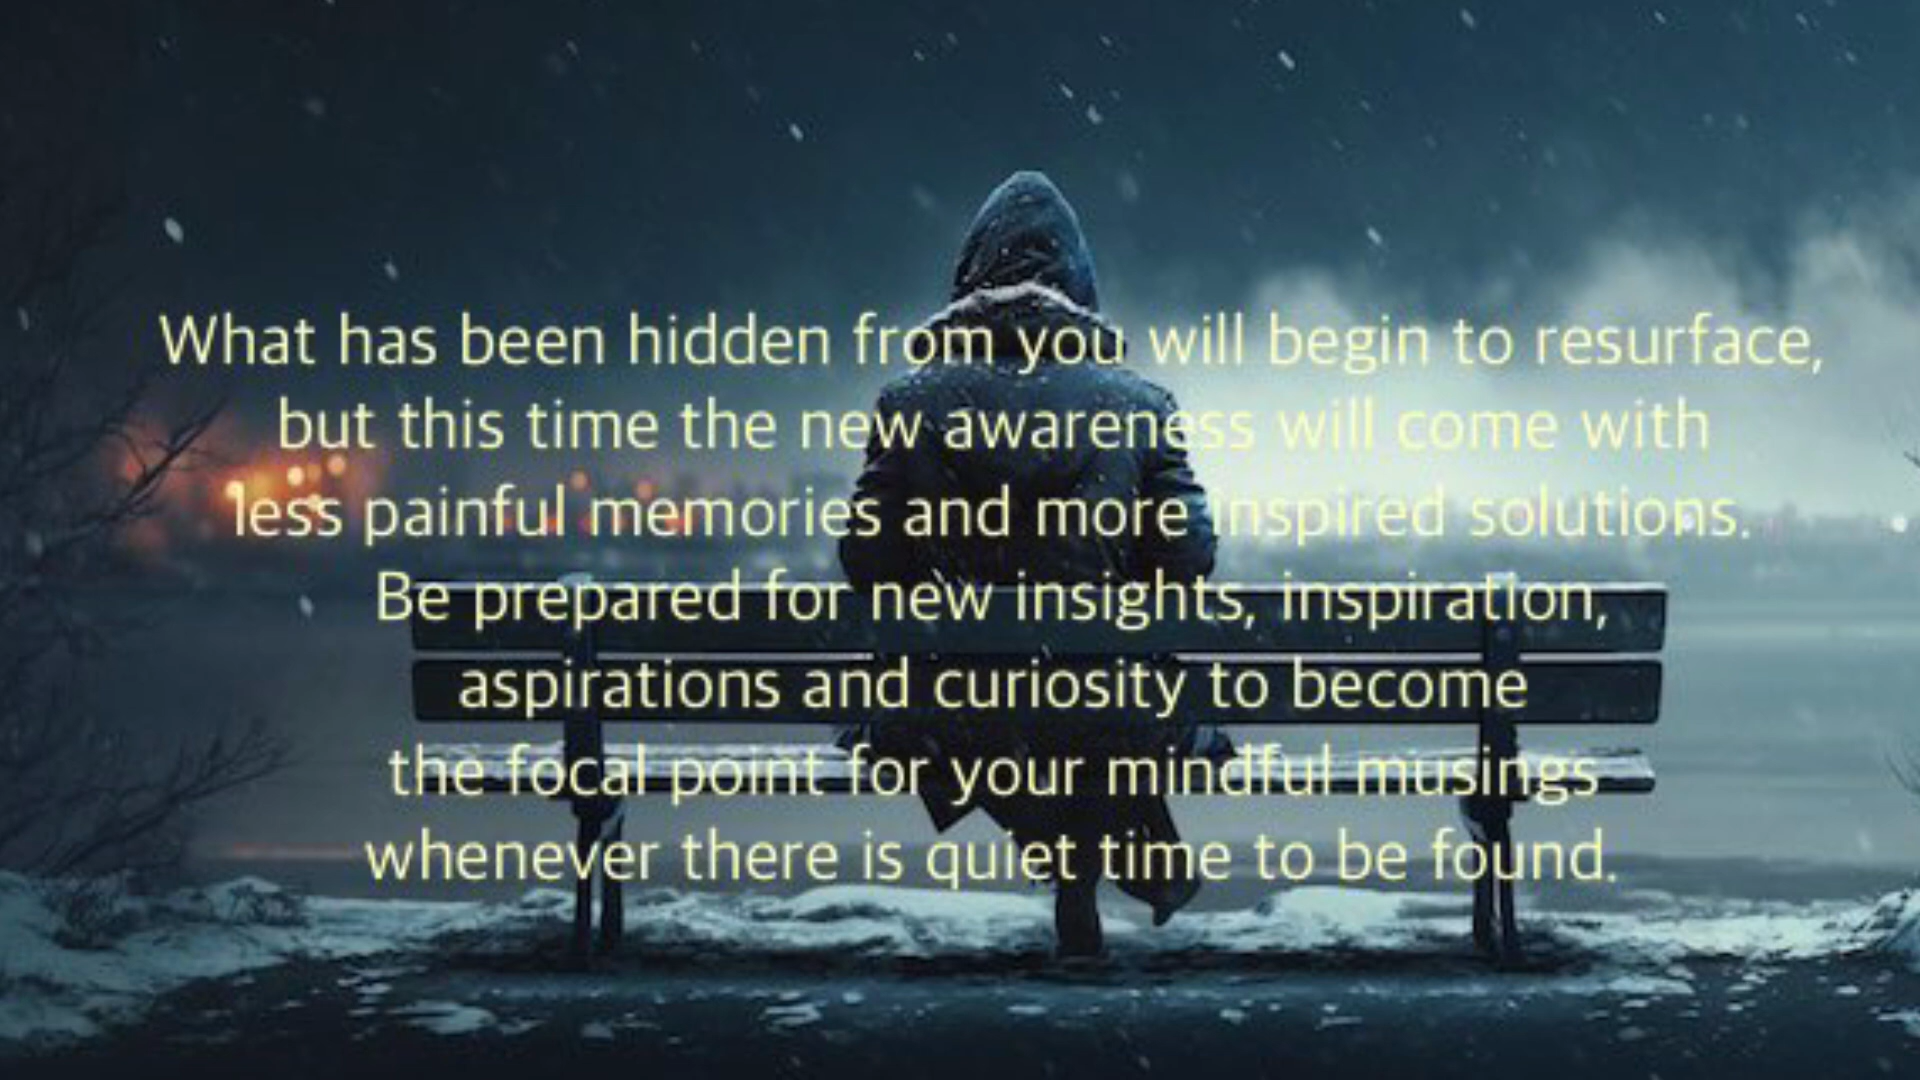 What has been hidden from you will begin to resurface,
but this time the new awareness will come with
less painful memories and more inspired solutions.
Be prepared for new insights, inspiration,
aspirations and curiosity to become
the focal point for your mindful musings
whenever there is quiet time to be found.